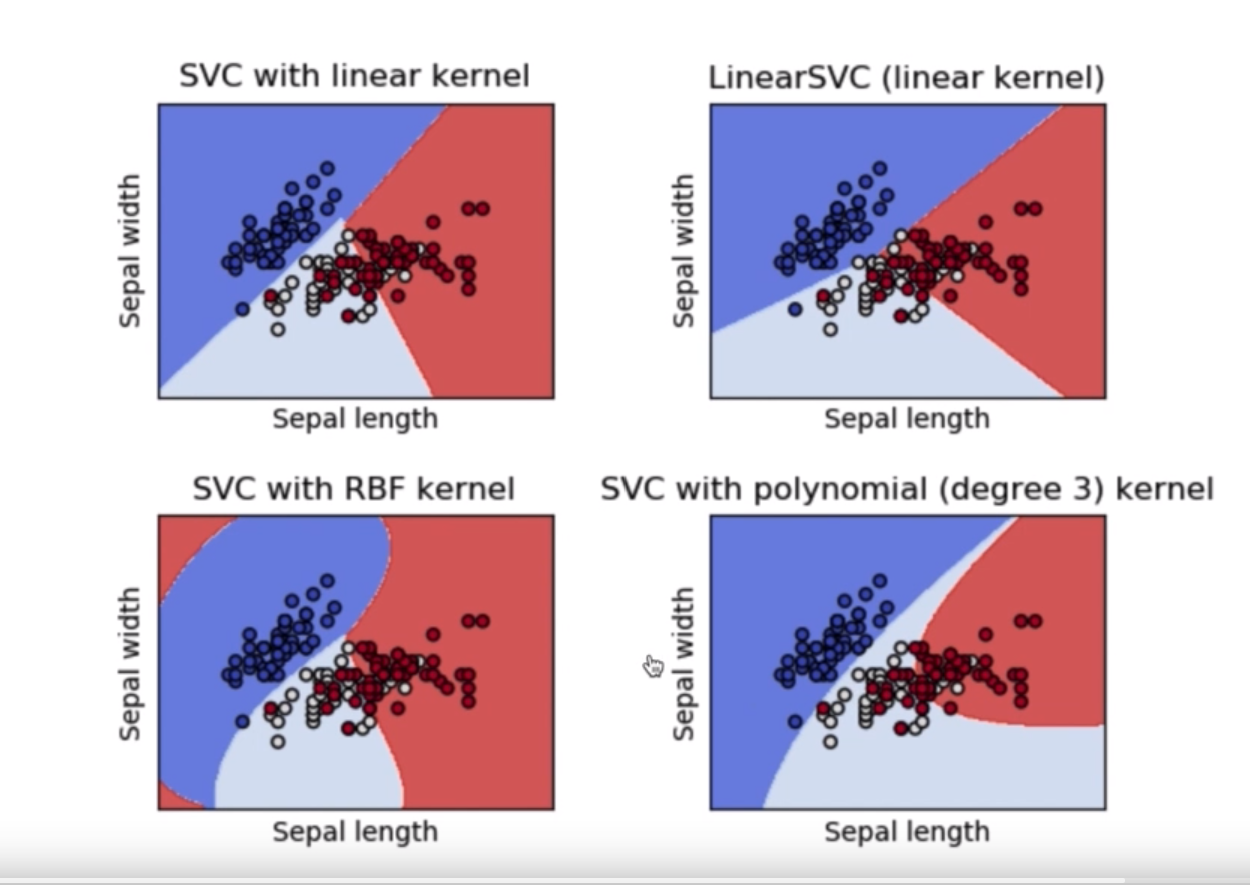 SVC with linear kernel
LinearSVC (linear kernel)
Sepal width
Sepal width
Sepal length
Sepal length
SVC with RBF kernel
SVC with polynomial (degree 3) kernel
Sepal width
Sepal width
Sepal length
Sepal length